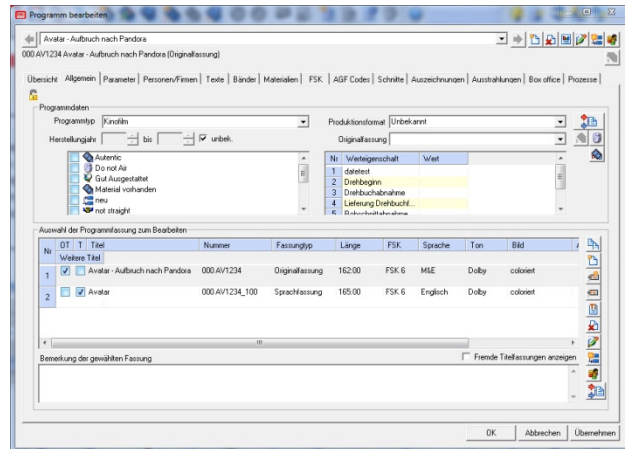 Programm bearbeiten
Avatar - Aufbruch nach Pandora
000 AV1234 Avatar - Aufbruch nach Pandora (Originalfassung)
Übersicht Allgemein Parameter Personen/Firmen Texte Bänder Materialien FSK AGF Codes Schnitte Auszeichnungen Ausstrahlungen Box office Prozesse
Programmdaten
Programmtyp Kinofilm Produktionsformat Unbekannt
Herstellungjahr bis unbek. Originalfassung
Autentic
Do not Air
Gut Ausgestattet
Material vorhanden
neu
not straight
Nr Werteigenschaft Wert
1 datetest
2 Drehbeginn
3 Drehbuchabnahme
4 Lieferung Drehbuchf...
5 Rohschnittabnahme
Auswahl der Programmfassung zum Bearbeiten
Nr OT T Titel Nummer Fassungtyp Länge FSK Sprache Ton Bild
Weitere Titel
1 Avatar - Aufbruch nach Pandora 000 AV1234 Originalfassung 162:00 FSK 6 M&E Dolby coloriert
2 Avatar 000 AV1234_100 Sprachfassung 165:00 FSK 6 Englisch Dolby coloriert
Bemerkung der gewählten Fassung Fremde Titelfassungen anzeigen
OK Abbrechen Übernehmen